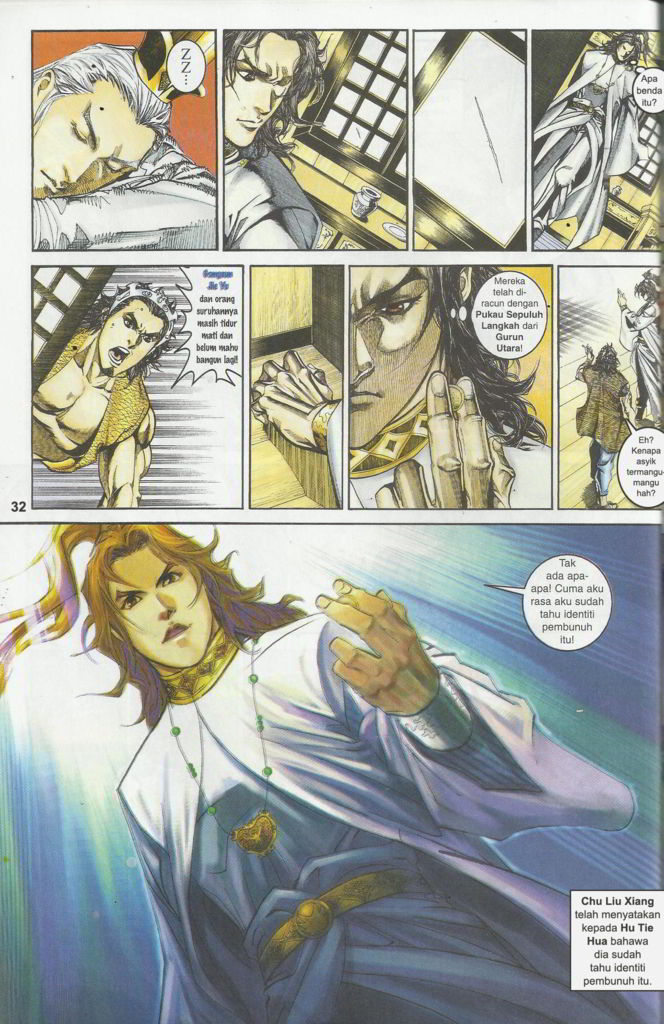 ZZ...
Apa
benda
itu?
Gongsun
Jie Yu
dan orang
suruhannya
masih tidur
mati dan
belum mahu
bangun lagi!
Mereka
telah di-
racun dengan
Pukau Sepuluh
Langkah dari
Gurun
Utara!
Eh?
Kenapa
asyik
termangu-
mangu
hah?
32
Tak
ada apa-
apa! Cuma aku
rasa aku sudah
tahu identiti
pembunuh
itu!
Chu Liu Xiang
telah menyatakan
kepada Hu Tie
Hua bahawa
dia sudah
tahu identiti
pembunuh itu.